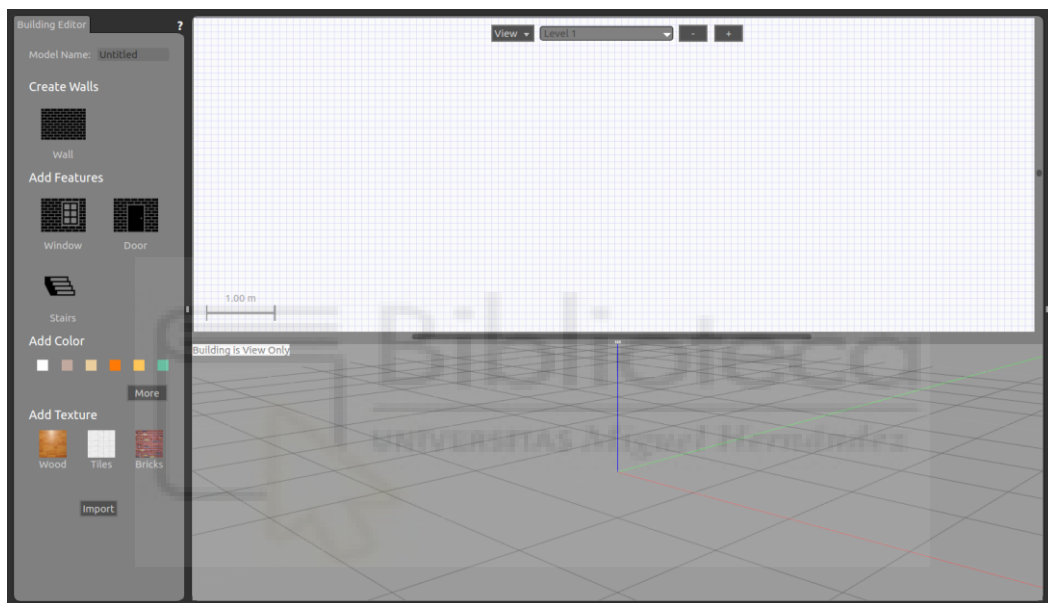 Building Editor
?
Model Name: Untitled
Create Walls
Wall
Add Features
Window Door
Stairs
Add Color
More
Add Texture
Wood Tiles Bricks
Import
View Level 1 - +
1.00 m
Building is View Only
Biblioteca
UNIVERSITAS Miguel Hernández